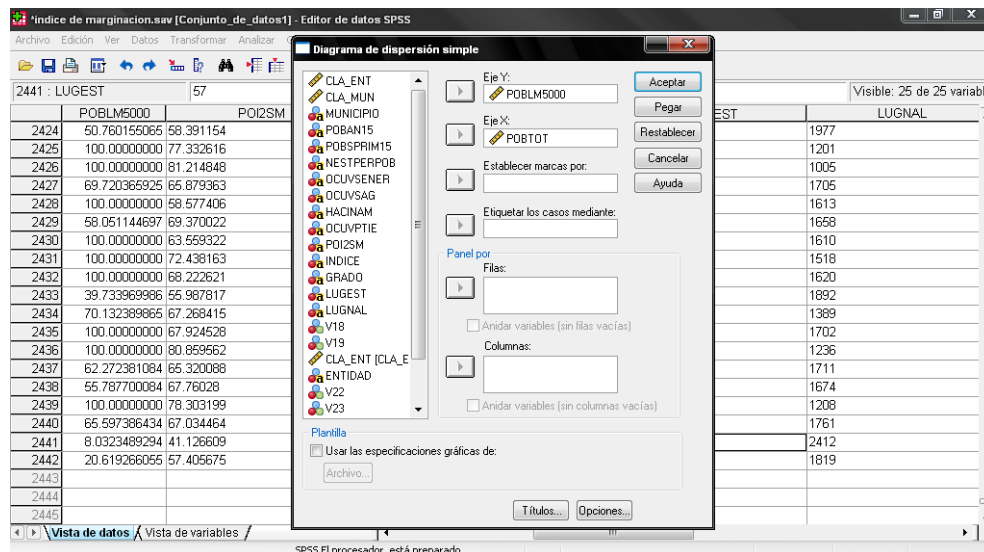 *indice de marginacion.sav [Conjunto_de_datos1] - Editor de datos SPSS
Archivo Edición Ver Datos Transformar Analizar
2441 : LUGEST 57 Visible: 25 de 25 variabl
POBLM5000 POI2SM EST LUGNAL
2424 50.760155065 58.391154 1977
2425 100.00000000 77.332616 1201
2426 100.00000000 81.214848 1005
2427 69.720365925 65.879363 1705
2428 100.00000000 58.577406 1613
2429 58.051144697 69.370022 1658
2430 100.00000000 63.559322 1610
2431 100.00000000 72.438163 1518
2432 100.00000000 68.222621 1620
2433 39.733969986 55.987817 1892
2434 70.132389865 67.268415 1389
2435 100.00000000 67.924528 1702
2436 100.00000000 80.859562 1236
2437 62.272381084 65.320088 1711
2438 55.787700084 67.76028 1674
2439 100.00000000 78.303199 1208
2440 65.597386434 67.034464 1761
2441 8.0323489294 41.126609 2412
2442 20.619266055 57.405675 1819
2443
2444
2445
Vista de datos Vista de variables
SPSS El procesador está preparado
Diagrama de dispersión simple
CLA_ENT
CLA_MUN
MUNICIPIO
POBAN15
POBSPRIM15
NESTPERPOB
OCUVSENER
OCUVSAG
HACINAM
OCUVPTIE
POI2SM
INDICE
GRADO
LUGEST
LUGNAL
V18
V19
CLA_ENT [CLA_E
ENTIDAD
V22
V23
Eje Y:
POBLM5000
Eje X:
POBTOT
Establecer marcas por:
Etiquetar los casos mediante:
Panel por
Filas:
Anidar variables (sin filas vacías)
Columnas:
Anidar variables (sin columnas vacías)
Aceptar
Pegar
Restablecer
Cancelar
Ayuda
Plantilla
Usar las especificaciones gráficas de:
Archivo...
Títulos... Opciones...